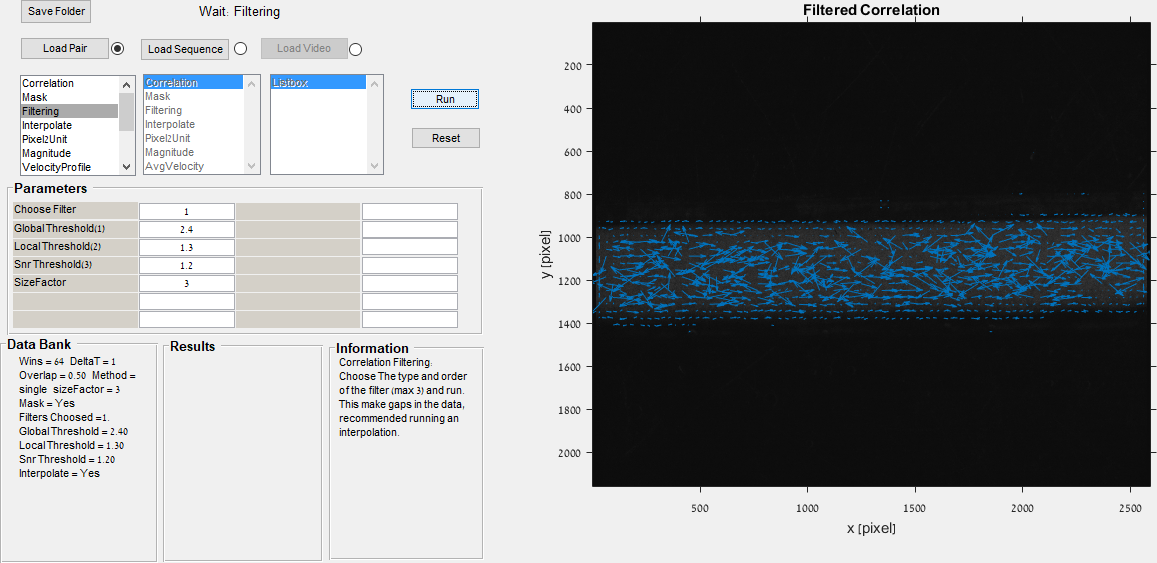 Save Folder
Wait: Filtering
Load Pair
Load Sequence
Load Video
Correlation
Mask
Filtering
Interpolate
Pixel2Unit
Magnitude
VelocityProfile
Correlation
Mask
Filtering
Interpolate
Pixel2Unit
Magnitude
AvgVelocity
Listbox
Run
Reset
Parameters
Choose Filter 1
Global Threshold(1) 2.4
Local Threshold(2) 1.3
Snr Threshold(3) 1.2
SizeFactor 3
Data Bank
Wins = 64 DeltaT = 1
Overlap = 0.50 Method =
single sizeFactor = 3
Mask = Yes
Filters Choosed =1.
Global Threshold = 2.40
Local Threshold = 1.30
Snr Threshold = 1.20
Interpolate = Yes
Results
Information
Correlation Filtering:
Choose The type and order
of the filter (max 3) and run.
This make gaps in the data,
recommended running an
interpolation.
Filtered Correlation
y [pixel]
200
400
600
800
1000
1200
1400
1600
1800
2000
500 1000 1500 2000 2500
x [pixel]